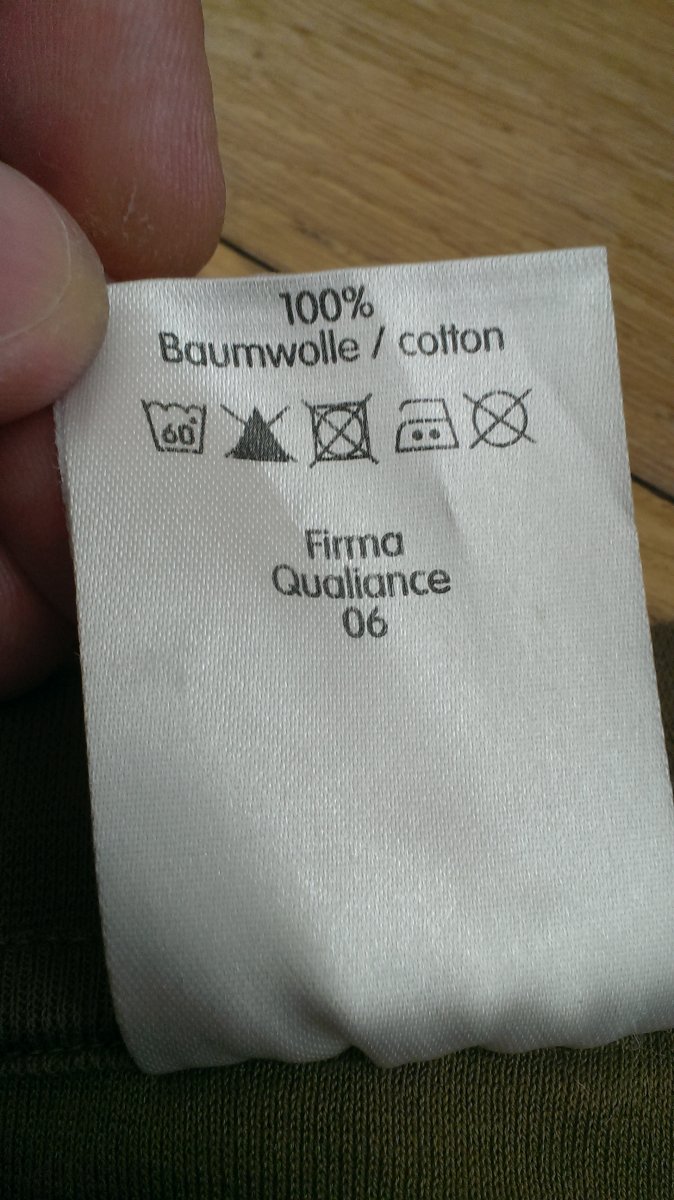 100%
Baumwolle / cotton
60°
Firma
Qualiance
06